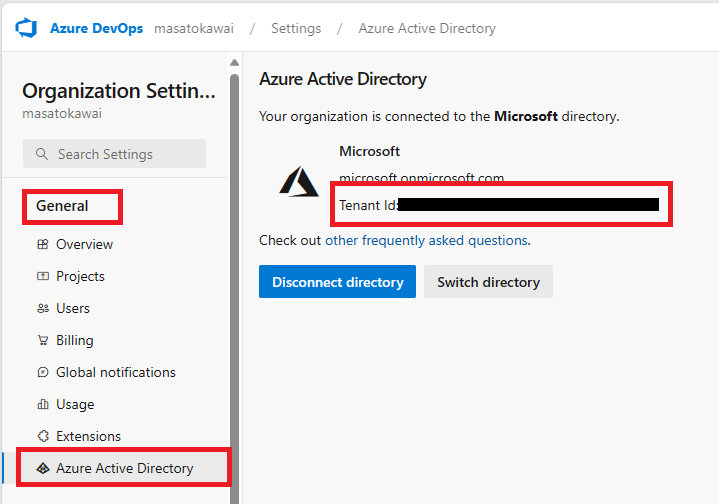 Azure DevOps masatokawai / Settings / Azure Active Directory
Organization Settin...
masatokawai
Search Settings
General
Overview
Projects
Users
Billing
Global notifications
Usage
Extensions
Azure Active Directory
Azure Active Directory
Your organization is connected to the Microsoft directory.
Microsoft
microsoft.onmicrosoft.com
Tenant Id:
Check out other frequently asked questions.
Disconnect directory
Switch directory